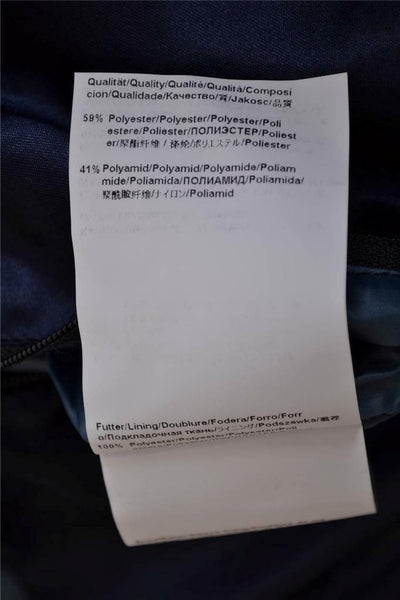 Qualität/Quality/Qualité/Qualità/Composi
cion/Qualidade/Качество/質/Jakość/品質
59% Polyester/Polyester/Polyester/Poli
estere/Poliester/ПОЛИЭСТЕР/Poliest
er/聚酯纤维 / 涤纶/ポリエステル/Poliester
41% Polyamid/Polyamid/Polyamide/Poliam
mide/Poliamida/ПОЛИАМИД/Poliamida/
聚酰胺纤维/ナイロン/Poliamid
Futter/Lining/Doublure/Fodera/Forro/Forr
o/Подкладочная ткань/ライニング/Podszewka/
100% Polyester/Polyester/Polyester/Poli